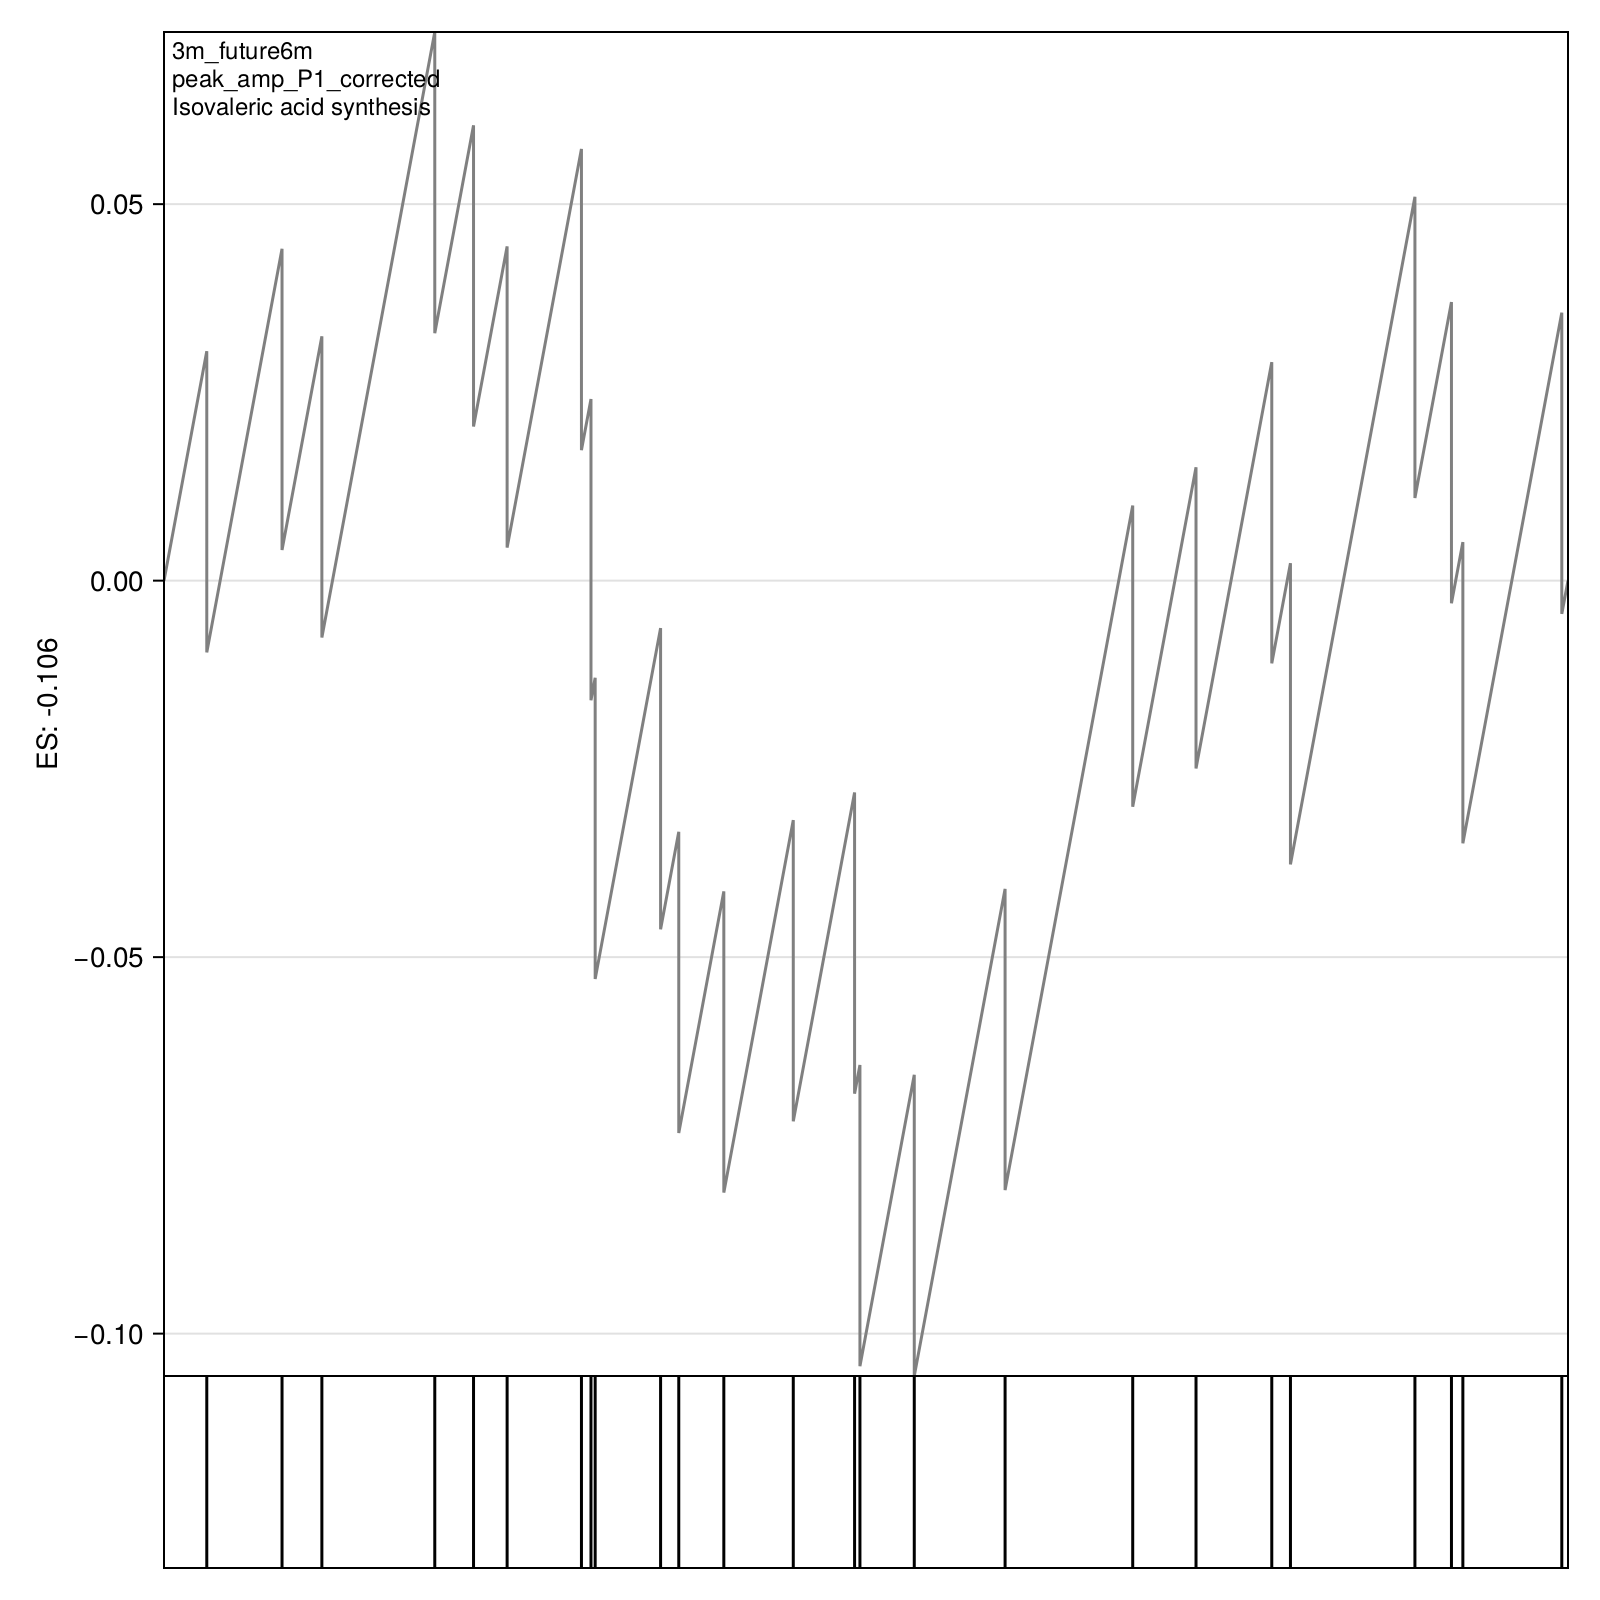 3m_future6m
peak_amp_P1_corrected
Isovaleric acid synthesis
0.05
0.00
−0.05
−0.10
ES: -0.106